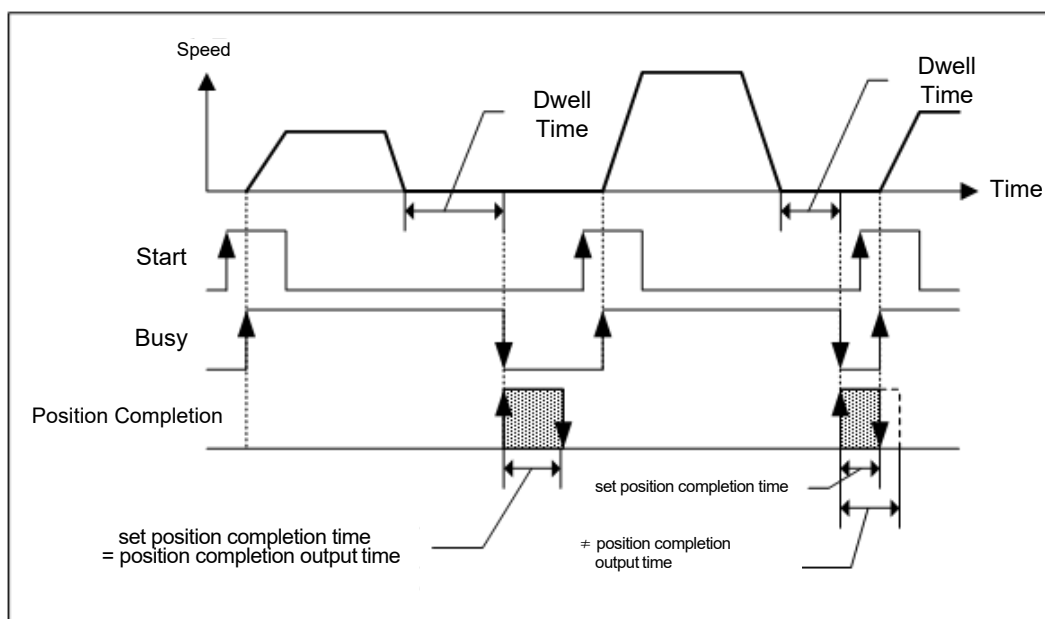 Speed
Dwell
Time
Dwell
Time
Time
Start
Busy
Position Completion
set position completion time
= position completion output time
set position completion time
≠ position completion
output time